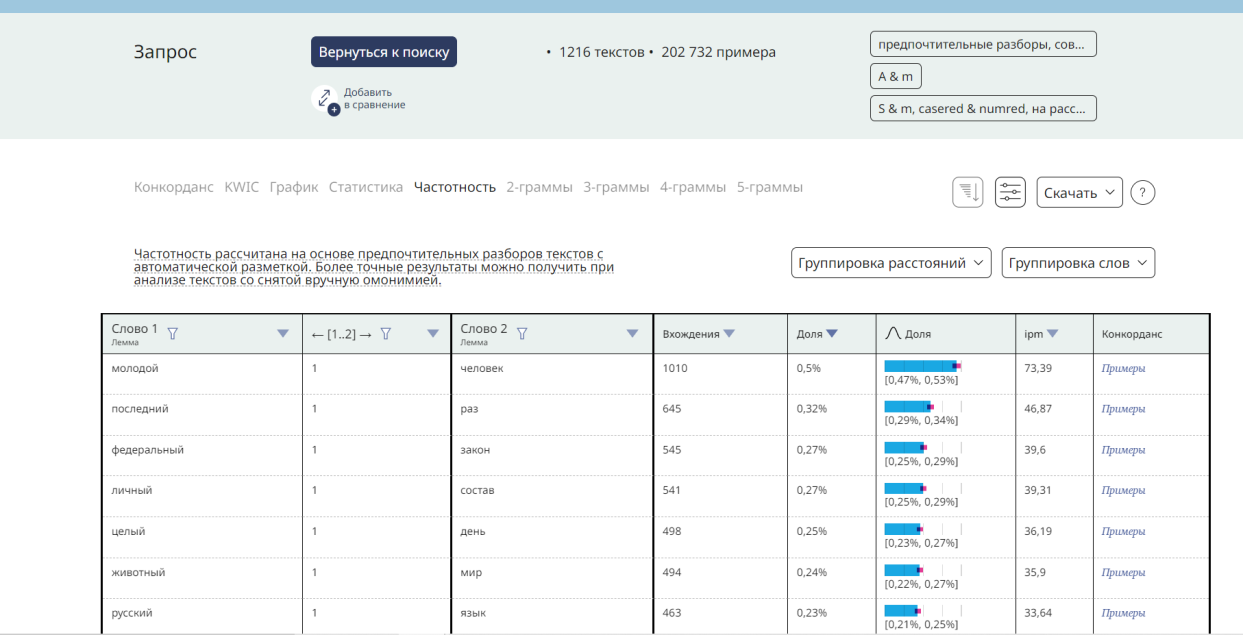 Запрос
Вернуться к поиску
• 1216 текстов • 202 732 примера
Добавить
в сравнение
предпочтительные разборы, сов...
A & m
S & m, casered & numred, на расс...
Конкорданс KWIC График Статистика Частотность 2-граммы 3-граммы 4-граммы 5-граммы
Скачать ?
Частотность рассчитана на основе предпочтительных разборов текстов с
автоматической разметкой. Более точные результаты можно получить при
анализе текстов со снятой вручную омонимией.
Группировка расстояний Группировка слов
Слово 1 ← [1..2] → Слово 2 Вхождения Доля Доля ipm Конкорданс
Лемма Лемма
молодой 1 человек 1010 0,5% 73,39 Примеры
[0,47%, 0,53%]
последний 1 раз 645 0,32% 46,87 Примеры
[0,29%, 0,34%]
федеральный 1 закон 545 0,27% 39,6 Примеры
[0,25%, 0,29%]
личный 1 состав 541 0,27% 39,31 Примеры
[0,25%, 0,29%]
целый 1 день 498 0,25% 36,19 Примеры
[0,23%, 0,27%]
животный 1 мир 494 0,24% 35,9 Примеры
[0,22%, 0,27%]
русский 1 язык 463 0,23% 33,64 Примеры
[0,21%, 0,25%]